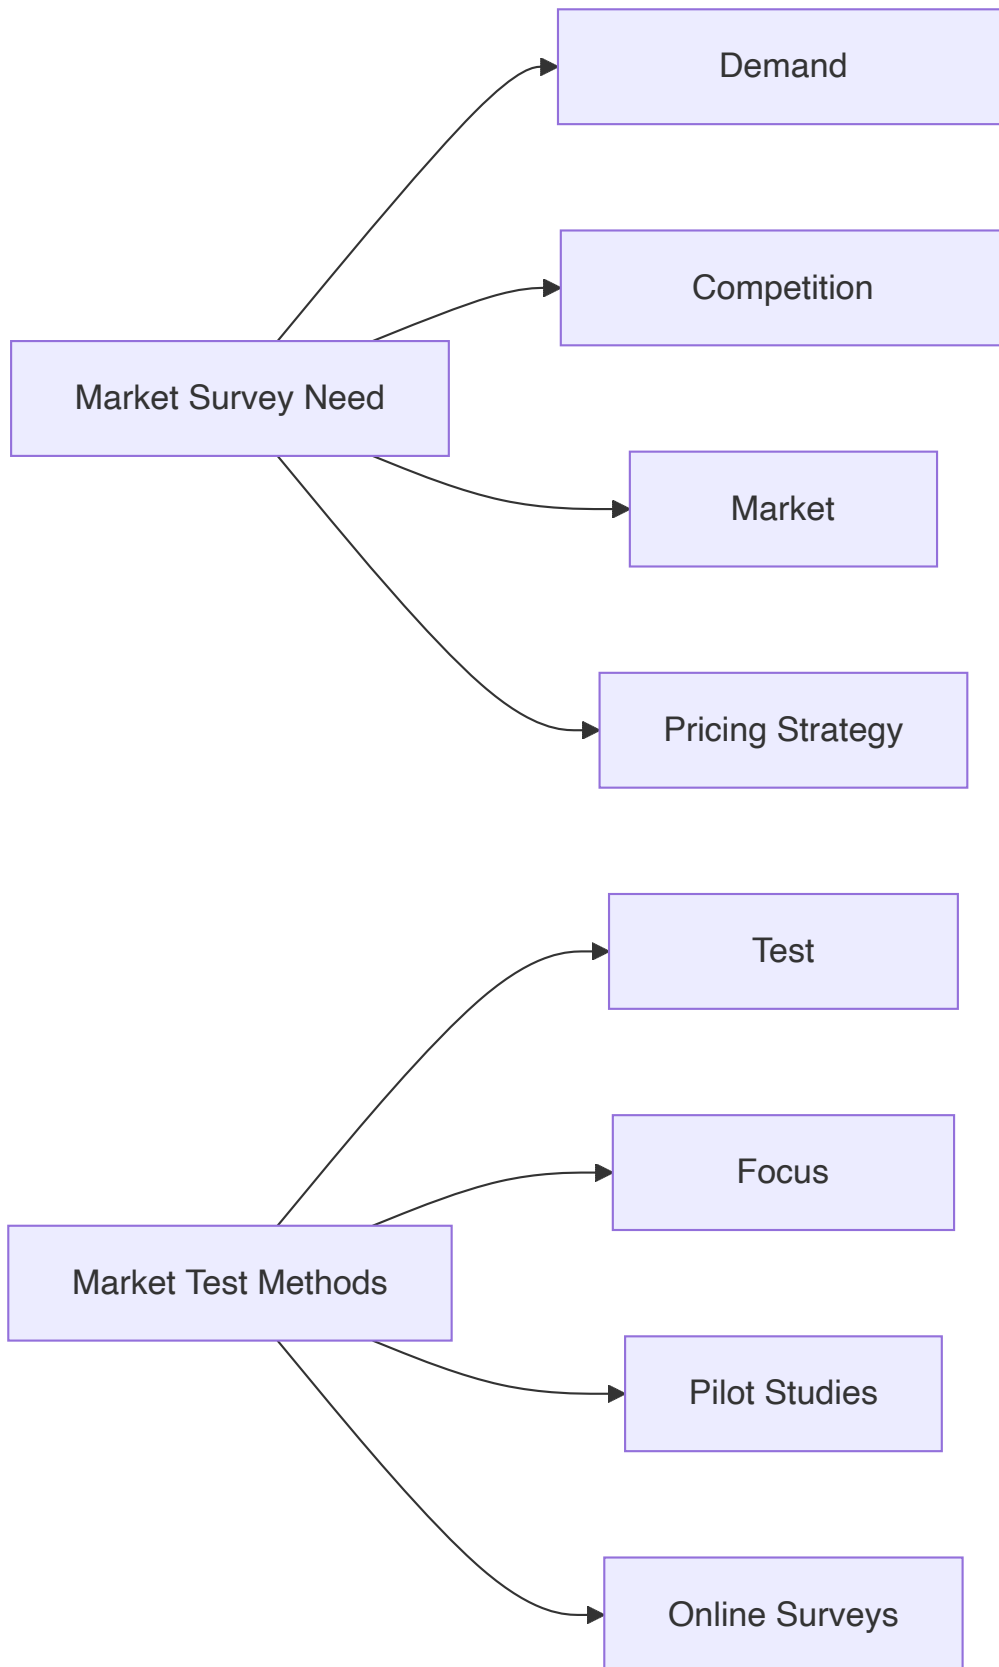 Demand
Competition
Market Survey Need
Market
Pricing Strategy
Test
Focus
Market Test Methods
Pilot Studies
Online Surveys